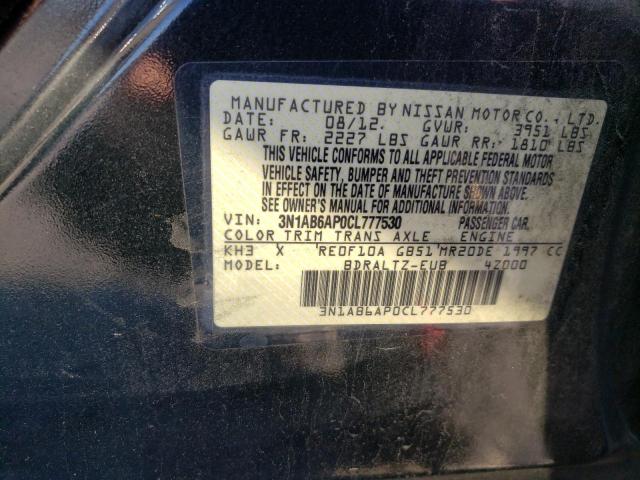 MANUFACTURED BY NISSAN MOTOR CO., LTD.
DATE: 08/12. GVWR: 3951 LBS
GAWR FR: 2227 LBS GAWR RR: 1810 LBS
THIS VEHICLE CONFORMS TO ALL APPLICABLE FEDERAL MOTOR
VEHICLE SAFETY, BUMPER AND THEFT PREVENTION STANDARDS
IN EFFECT ON THE DATE OF MANUFACTURE SHOWN ABOVE.
SEE OWNER'S MANUAL FOR ADDITIONAL INFORMATION.
VIN: 3N1AB6AP0CL777530 PASSENGER CAR.
COLOR TRIM TRANS AXLE ENGINE
KH3 X RE0F10A GB51 MR20DE 1997 CC
MODEL: BDRALTZ-EUB 4Z000
3N1AB6AP0CL777530